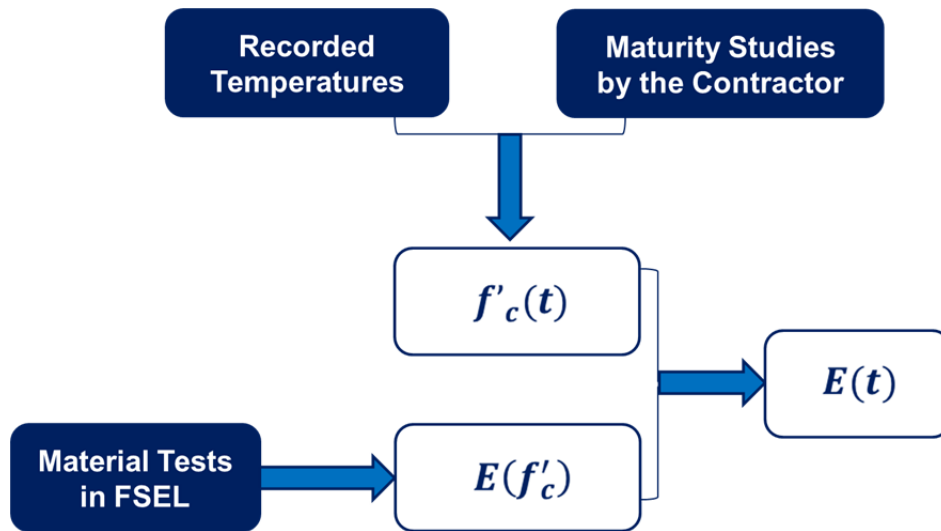 Recorded
Temperatures
Maturity Studies
by the Contractor
f'c(t)
E(t)
Material Tests
in FSEL
E(f'c)